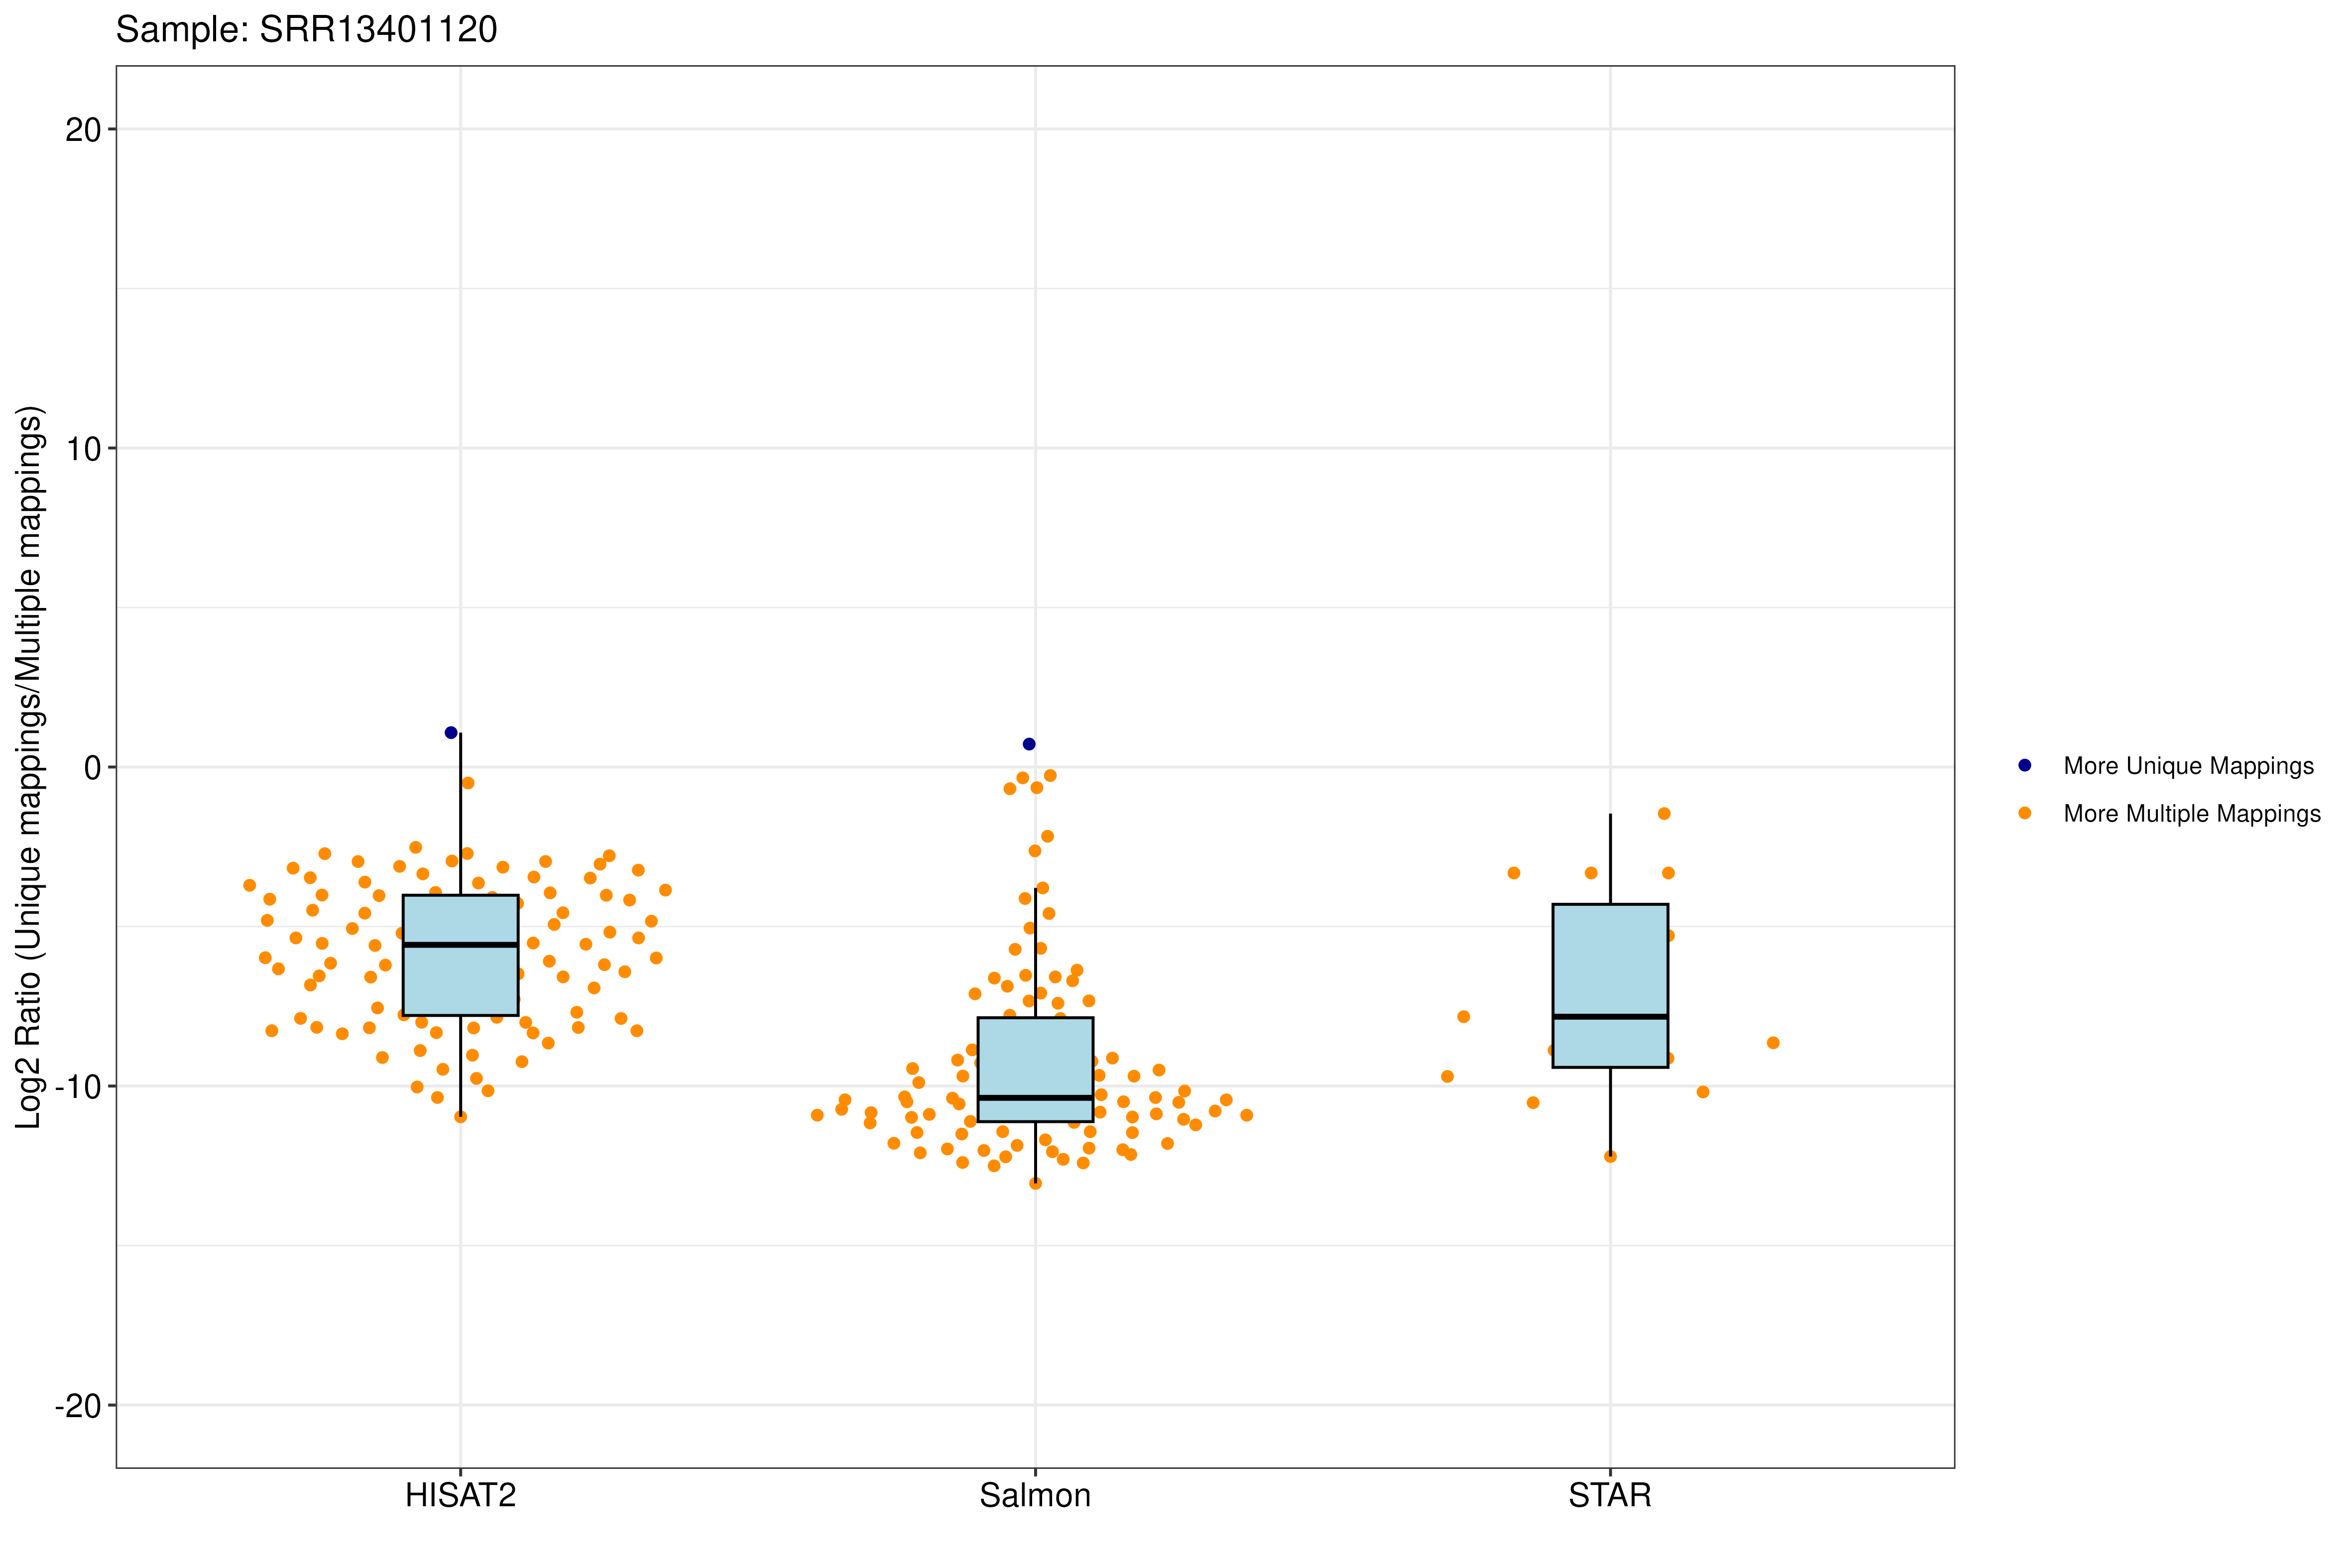 Sample: SRR13401120
Log2 Ratio (Unique mappings/Multiple mappings)
20
10
0
-10
-20
HISAT2
Salmon
STAR
More Unique Mappings
More Multiple Mappings